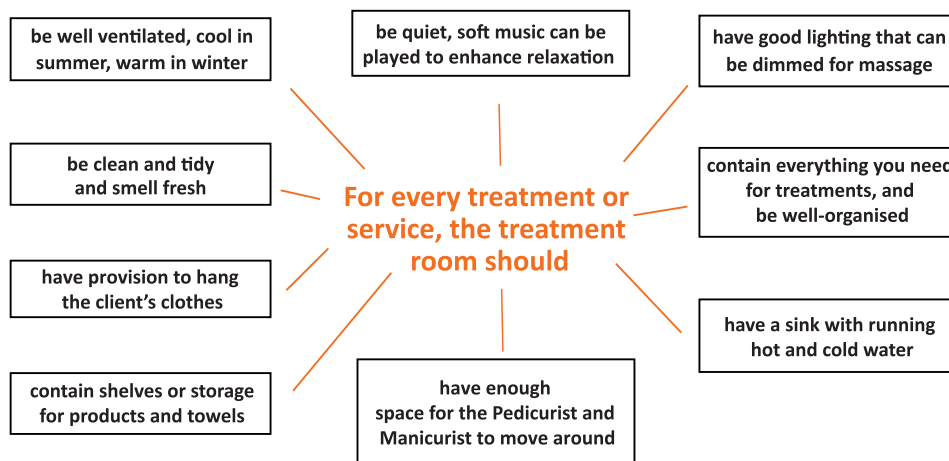 be well ventilated, cool in
summer, warm in winter
be quiet, soft music can be
played to enhance relaxation
have good lighting that can
be dimmed for massage
be clean and tidy
and smell fresh
For every treatment or
service, the treatment
room should
contain everything you need
for treatments, and
be well-organised
have provision to hang
the client's clothes
have a sink with running
hot and cold water
contain shelves or storage
for products and towels
have enough
space for the Pedicurist and
Manicurist to move around